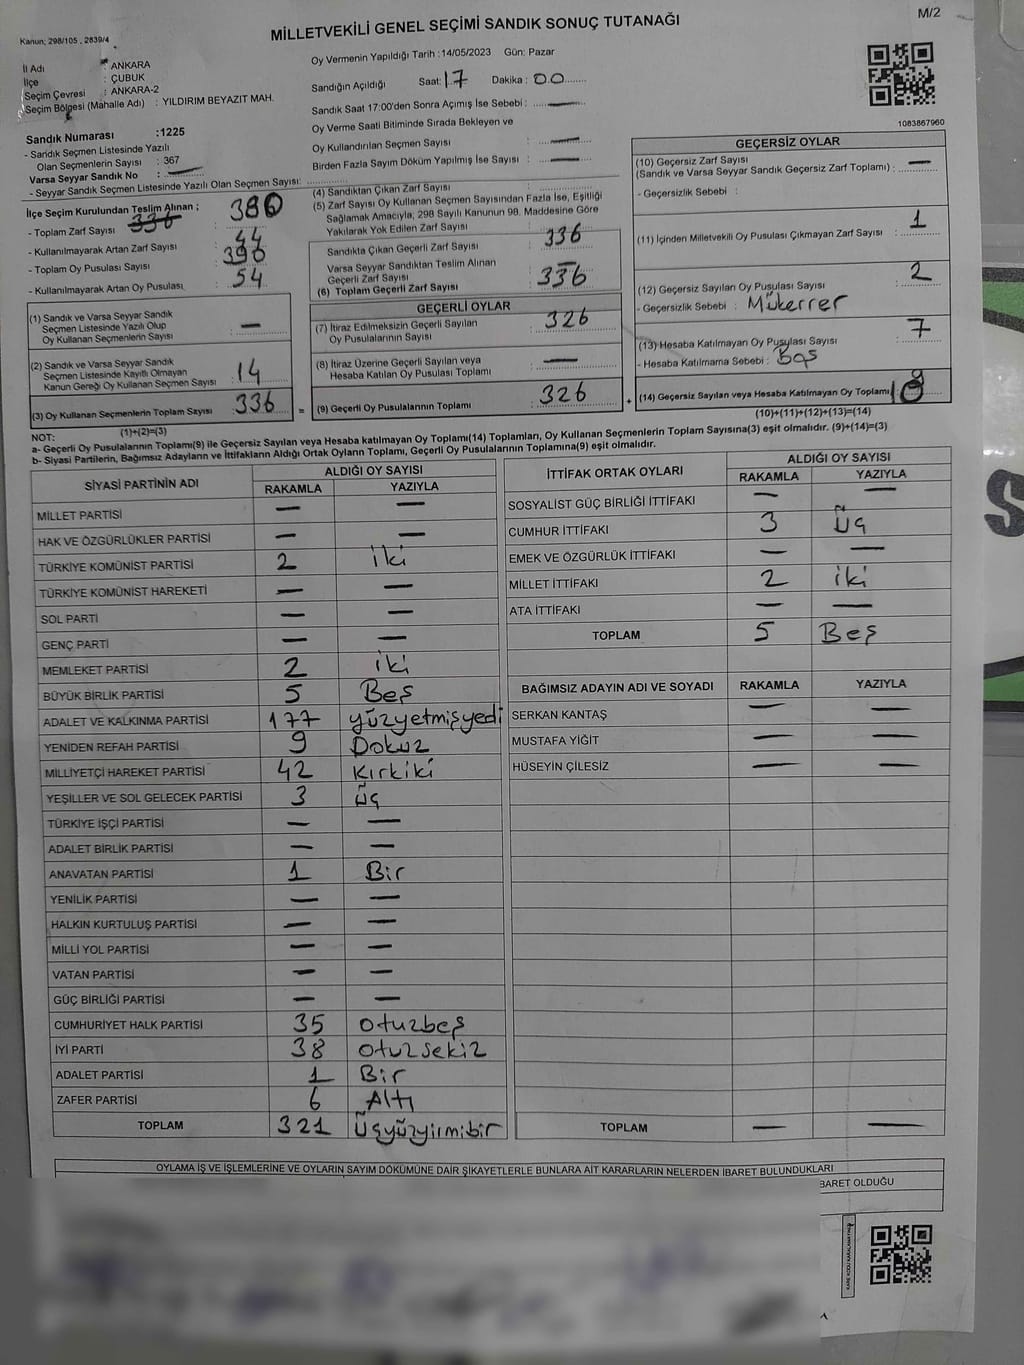 MİLLETVEKİLİ GENEL SEÇİMİ SANDIK SONUÇ TUTANAĞI
M/2
Kanun; 298/105 , 2839/4
İl Adı : ANKARA
İlçe : ÇUBUK
Seçim Çevresi : ANKARA-2
Seçim Bölgesi (Mahalle Adı) : YILDIRIM BEYAZIT MAH.
Sandık Numarası :1225
- Sandık Seçmen Listesinde Yazılı
Olan Seçmenlerin Sayısı : 367
Varsa Seyyar Sandık No :
- Seyyar Sandık Seçmen Listesinde Yazılı Olan Seçmen Sayısı:
Oy Vermenin Yapıldığı Tarih :14/05/2023 Gün: Pazar
Sandığın Açıldığı Saat: 17 Dakika : 00
Sandık Saat 17:00'den Sonra Açımış İse Sebebi : —
Oy Verme Saati Bitiminde Sırada Bekleyen ve
Oy Kullandırılan Seçmen Sayısı : —
Birden Fazla Sayım Döküm Yapılmış İse Sayısı : —
1083867960
İlçe Seçim Kurulundan Teslim Alınan ;
- Toplam Zarf Sayısı : 336 380
- Kullanılmayarak Artan Zarf Sayısı : 44
- Toplam Oy Pusulası Sayısı : 390
- Kullanılmayarak Artan Oy Pusulası : 54
(1) Sandık ve Varsa Seyyar Sandık
Seçmen Listesinde Yazılı Olup
Oy Kullanan Seçmenlerin Sayısı : —
(2) Sandık ve Varsa Seyyar Sandık
Seçmen Listesinde Kayıtlı Olmayan
Kanun Gereği Oy Kullanan Seçmen Sayısı : 14
(3) Oy Kullanan Seçmenlerin Toplam Sayısı : 336
(1)+(2)=(3)
(4) Sandıktan Çıkan Zarf Sayısı :
(5) Zarf Sayısı Oy Kullanan Seçmen Sayısından Fazla İse, Eşitliği
Sağlamak Amacıyla; 298 Sayılı Kanunun 98. Maddesine Göre
Yakılarak Yok Edilen Zarf Sayısı :
Sandıkta Çıkan Geçerli Zarf Sayısı : 336
Varsa Seyyar Sandıktan Teslim Alınan
Geçerli Zarf Sayısı : —
(6) Toplam Geçerli Zarf Sayısı : 336
GEÇERLİ OYLAR
(7) İtiraz Edilmeksizin Geçerli Sayılan
Oy Pusulalarının Sayısı : 326
(8) İtiraz Üzerine Geçerli Sayılan veya
Hesaba Katılan Oy Pusulası Toplamı : —
= (9) Geçerli Oy Pusulalarının Toplamı : 326
GEÇERSİZ OYLAR
(10) Geçersiz Zarf Sayısı
(Sandık ve Varsa Seyyar Sandık Geçersiz Zarf Toplamı) : —
- Geçersizlik Sebebi :
(11) İçinden Milletvekili Oy Pusulası Çıkmayan Zarf Sayısı : 1
(12) Geçersiz Sayılan Oy Pusulası Sayısı : 2
- Geçersizlik Sebebi : Mükerrer
(13) Hesaba Katılmayan Oy Pusulası Sayısı : 7
- Hesaba Katılmama Sebebi : Boş
+ (14) Geçersiz Sayılan veya Hesaba Katılmayan Oy Toplamı
(10)+(11)+(12)+(13)=(14)
NOT:
a- Geçerli Oy Pusulalarının Toplamı(9) ile Geçersiz Sayılan veya Hesaba katılmayan Oy Toplamı(14) Toplamları, Oy Kullanan Seçmenlerin Toplam Sayısına(3) eşit olmalıdır. (9)+(14)=(3)
b- Siyasi Partilerin, Bağımsız Adayların ve İttifakların Aldığı Ortak Oyların Toplamı, Geçerli Oy Pusulalarının Toplamına(9) eşit olmalıdır.
SİYASİ PARTİNİN ADI ALDIĞI OY SAYISI
RAKAMLA YAZIYLA
MİLLET PARTİSİ — —
HAK VE ÖZGÜRLÜKLER PARTİSİ — —
TÜRKİYE KOMÜNİST PARTİSİ 2 iki
TÜRKİYE KOMÜNİST HAREKETİ — —
SOL PARTİ — —
GENÇ PARTİ — —
MEMLEKET PARTİSİ 2 iki
BÜYÜK BİRLİK PARTİSİ 5 Beş
ADALET VE KALKINMA PARTİSİ 177 yüzyetmişyedi
YENİDEN REFAH PARTİSİ 9 Dokuz
MİLLİYETÇİ HAREKET PARTİSİ 42 Kırkiki
YEŞİLLER VE SOL GELECEK PARTİSİ 3 üç
TÜRKİYE İŞÇİ PARTİSİ — —
ADALET BİRLİK PARTİSİ — —
ANAVATAN PARTİSİ 1 Bir
YENİLİK PARTİSİ — —
HALKIN KURTULUŞ PARTİSİ — —
MİLLİ YOL PARTİSİ — —
VATAN PARTİSİ — —
GÜÇ BİRLİĞİ PARTİSİ — —
CUMHURİYET HALK PARTİSİ 35 otuzbeş
İYİ PARTİ 38 otuzsekiz
ADALET PARTİSİ 1 Bir
ZAFER PARTİSİ 6 Altı
TOPLAM 321 üçyüzyirmibir
İTTİFAK ORTAK OYLARI ALDIĞI OY SAYISI
RAKAMLA YAZIYLA
SOSYALİST GÜÇ BİRLİĞİ İTTİFAKI — —
CUMHUR İTTİFAKI 3 üç
EMEK VE ÖZGÜRLÜK İTTİFAKI — —
MİLLET İTTİFAKI 2 iki
ATA İTTİFAKI — —
TOPLAM 5 Beş
BAĞIMSIZ ADAYIN ADI VE SOYADI RAKAMLA YAZIYLA
SERKAN KANTAŞ — —
MUSTAFA YİĞİT — —
HÜSEYİN ÇİLESİZ — —
TOPLAM — —
OYLAMA İŞ VE İŞLEMLERİNE VE OYLARIN SAYIM DÖKÜMÜNE DAİR ŞİKAYETLERLE BUNLARA AİT KARARLARIN NELERDEN İBARET BULUNDUKLARI
BARET OLDUĞU